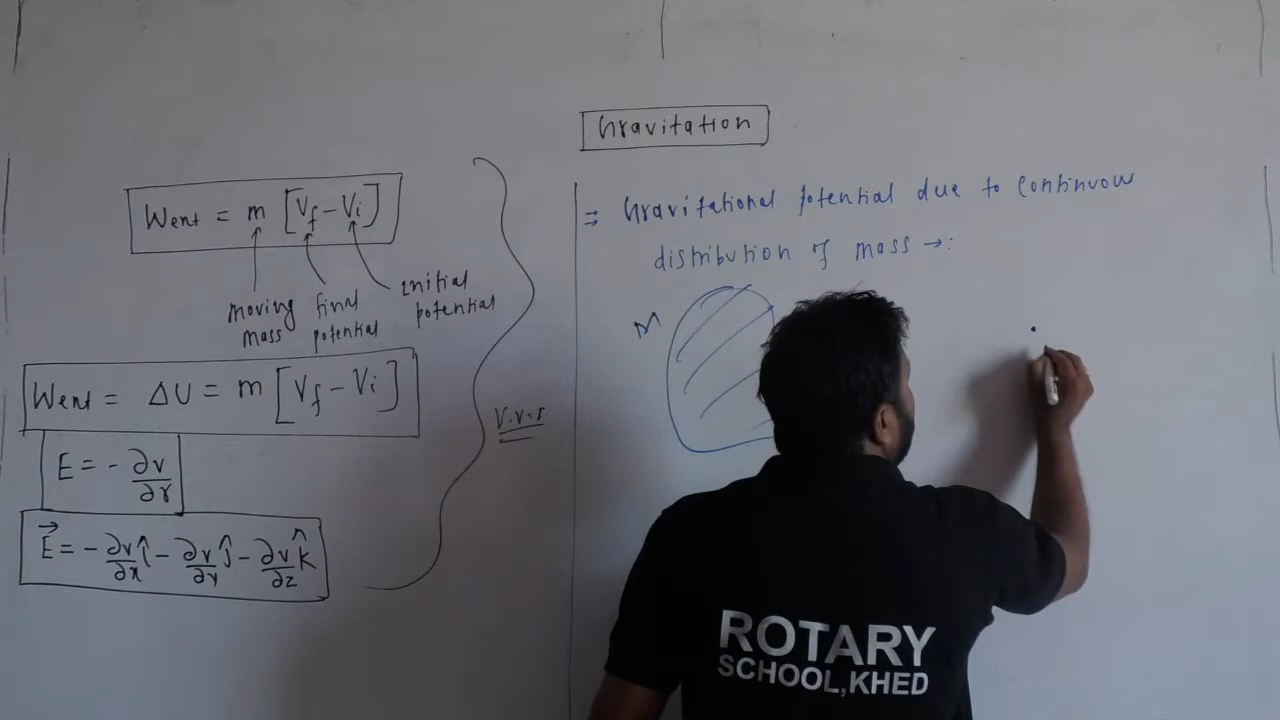 Gravitation
Went = m [Vf - Vi]
moving mass
final potential
initial potential
Went = ΔU = m [Vf - Vi]
E = - ∂v/∂r
E⃗ = - ∂v/∂x î - ∂v/∂y ĵ - ∂v/∂z k̂
⇒ Gravitational potential due to continuou
distribution of mass →:
M
ROTARY
SCHOOL,KHED